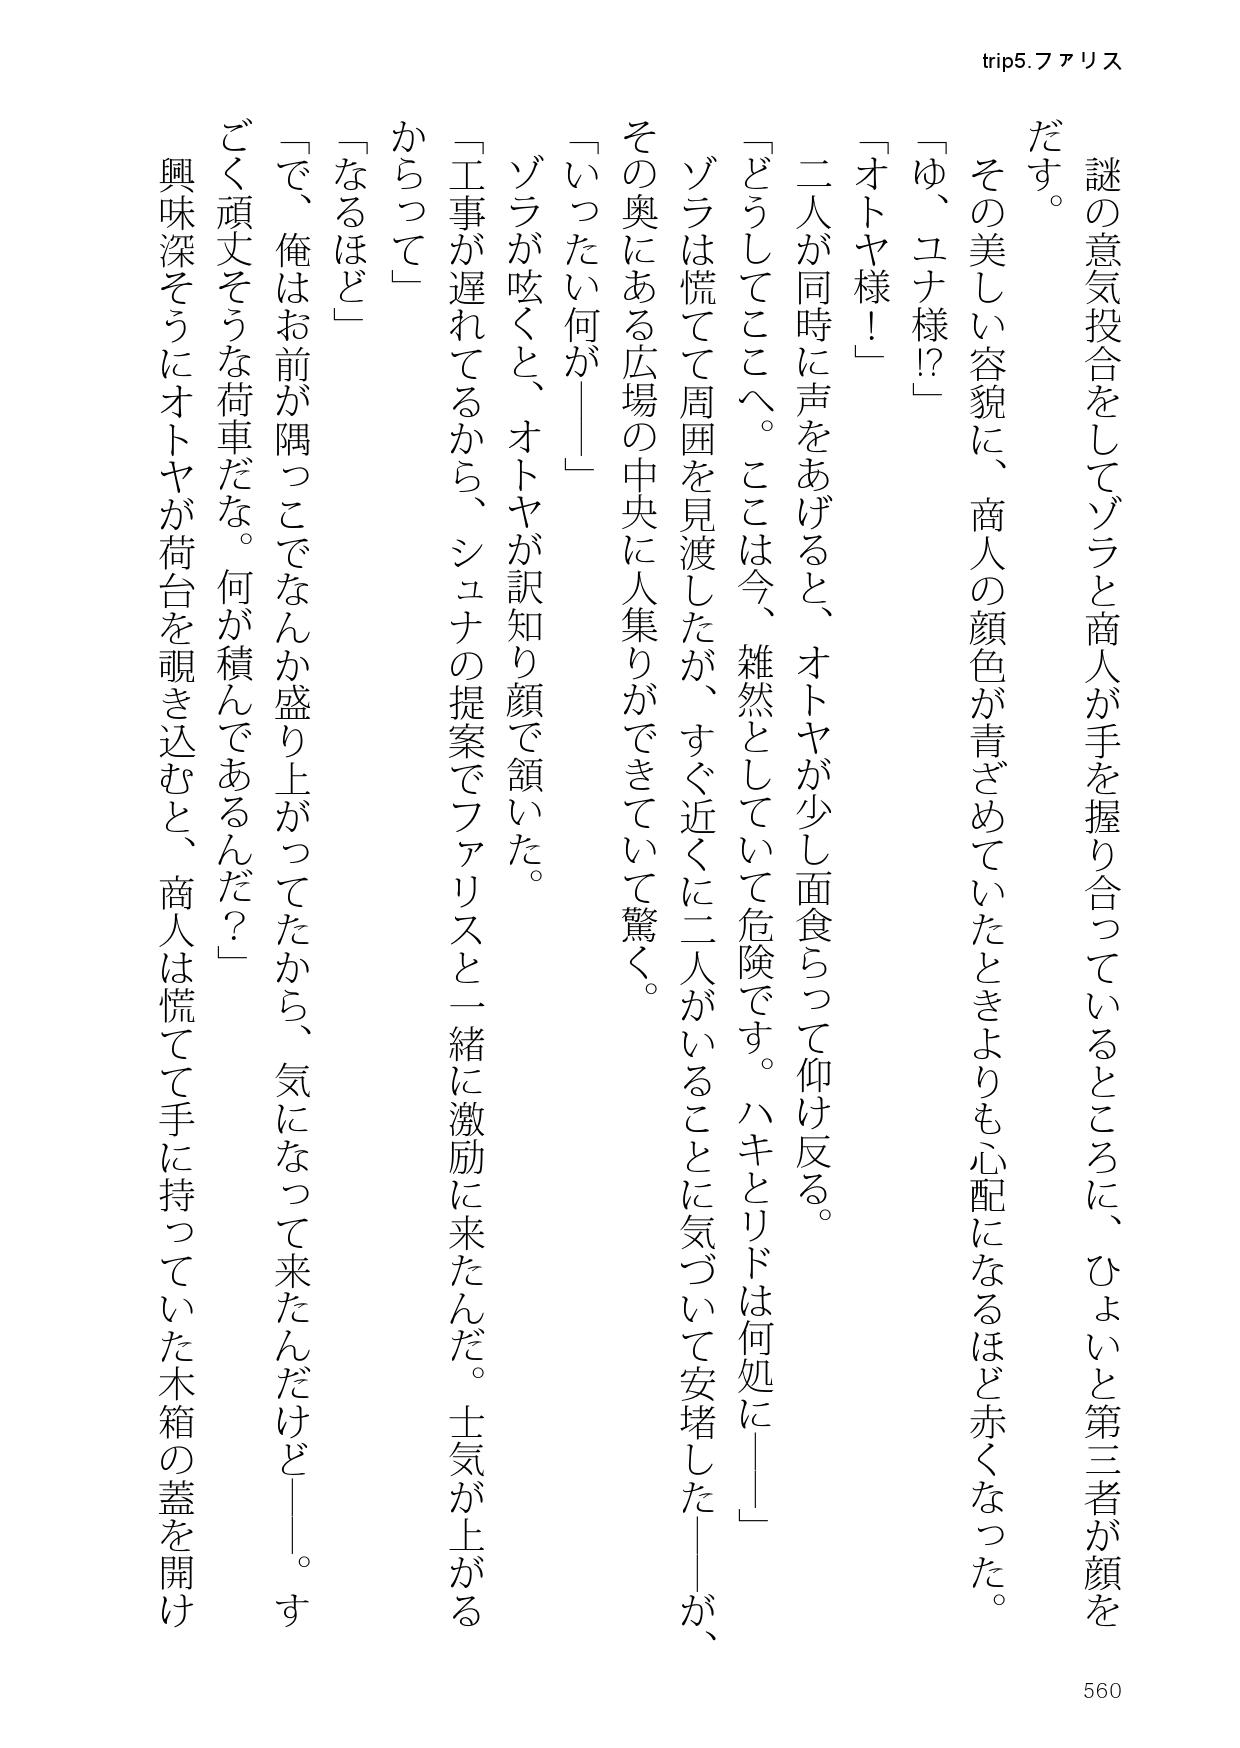 trip5.ファリス
　謎の意気投合をしてゾラと商人が手を握り合っているところに、ひょいと第三者が顔を
だす。
　その美しい容貌に、商人の顔色が青ざめていたときよりも心配になるほど赤くなった。
「ゆ、ユナ様!?」
「オトヤ様！」
　二人が同時に声をあげると、オトヤが少し面食らって仰け反る。
「どうしてここへ。ここは今、雑然としていて危険です。ハキとリドは何処に――」
　ゾラは慌てて周囲を見渡したが、すぐ近くに二人がいることに気づいて安堵した――が、
その奥にある広場の中央に人集りができていて驚く。
「いったい何が――」
　ゾラが呟くと、オトヤが訳知り顔で頷いた。
「工事が遅れてるから、シュナの提案でファリスと一緒に激励に来たんだ。士気が上がる
からって」
「なるほど」
「で、俺はお前が隅っこでなんか盛り上がってたから、気になって来たんだけど――。す
ごく頑丈そうな荷車だな。何が積んであるんだ？」
　興味深そうにオトヤが荷台を覗き込むと、商人は慌てて手に持っていた木箱の蓋を開け
560